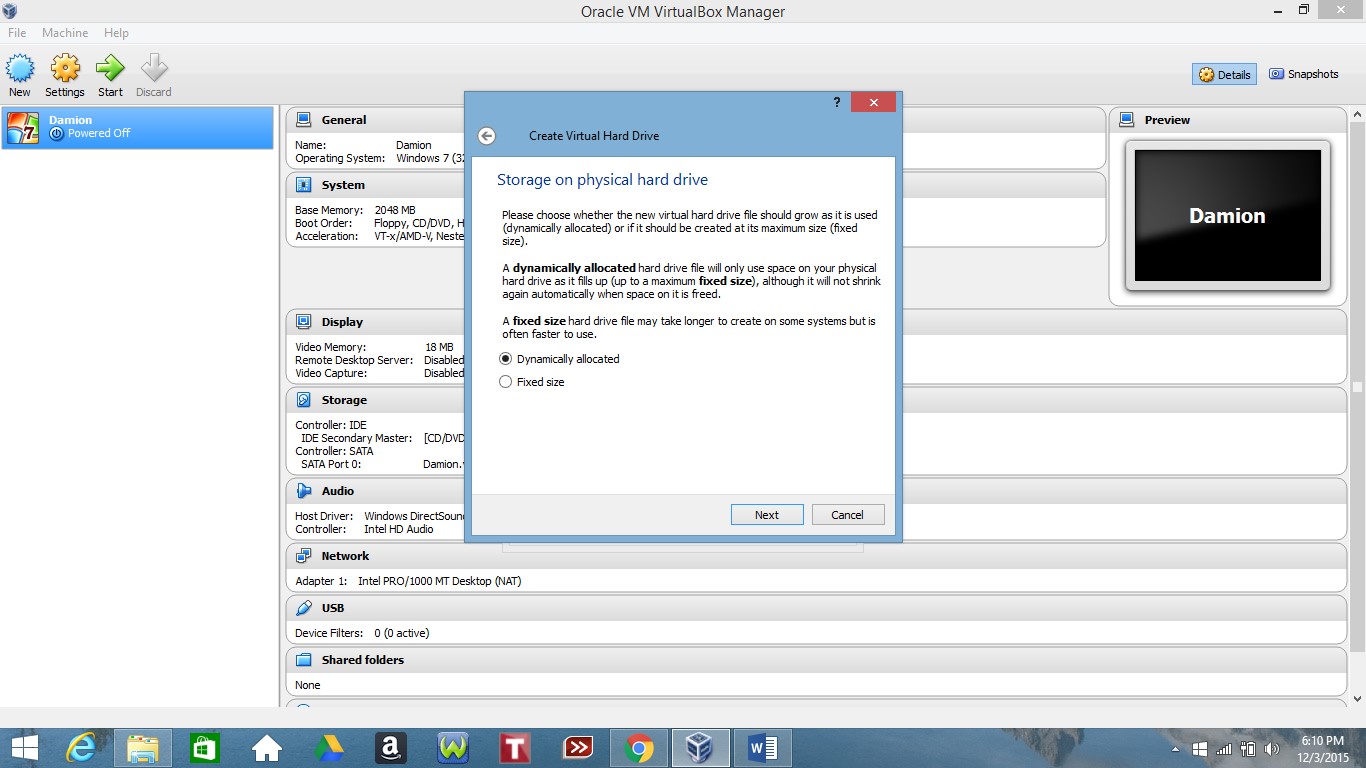 Oracle VM VirtualBox Manager
File Machine Help
New Settings Start Discard
Details Snapshots
Damion
Powered Off
General
Name: Damion
Operating System: Windows 7 (32
System
Base Memory: 2048 MB
Boot Order: Floppy, CD/DVD, H
Acceleration: VT-x/AMD-V, Neste
Display
Video Memory: 18 MB
Remote Desktop Server: Disabled
Video Capture: Disabled
Storage
Controller: IDE
IDE Secondary Master: [CD/DVD
Controller: SATA
SATA Port 0: Damion.v
Audio
Host Driver: Windows DirectSound
Controller: Intel HD Audio
Network
Adapter 1: Intel PRO/1000 MT Desktop (NAT)
USB
Device Filters: 0 (0 active)
Shared folders
None
Preview
Damion
?
Create Virtual Hard Drive
Storage on physical hard drive
Please choose whether the new virtual hard drive file should grow as it is used
(dynamically allocated) or if it should be created at its maximum size (fixed
size).
A dynamically allocated hard drive file will only use space on your physical
hard drive as it fills up (up to a maximum fixed size), although it will not shrink
again automatically when space on it is freed.
A fixed size hard drive file may take longer to create on some systems but is
often faster to use.
Dynamically allocated
Fixed size
Next Cancel
6:10 PM
12/3/2015